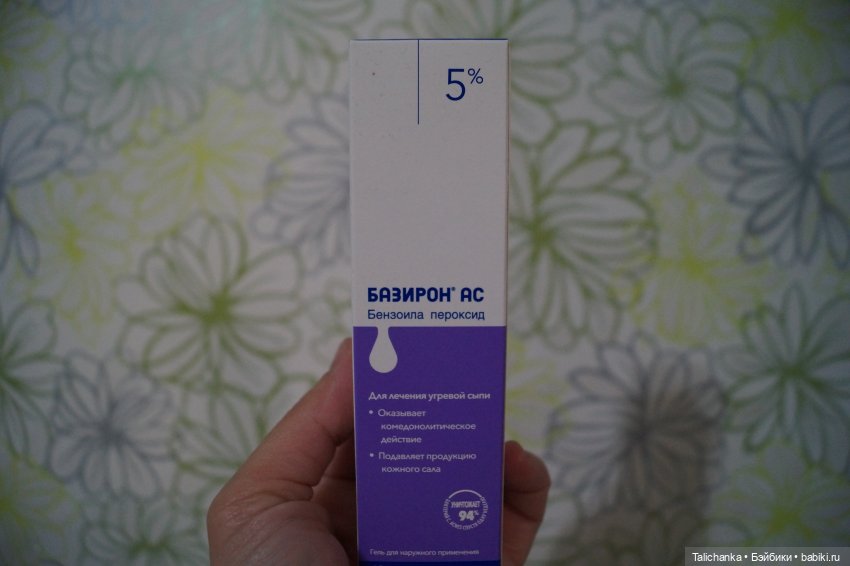 5%
БАЗИРОН® АС
Бензоила пероксид
Для лечения угревой сыпи
• Оказывает
комедонолитическое
действие
• Подавляет продукцию
кожного сала
УНИЧТОЖАЕТ
94%
Гель для наружного применения
Talichanka • Бэйбики • babiki.ru